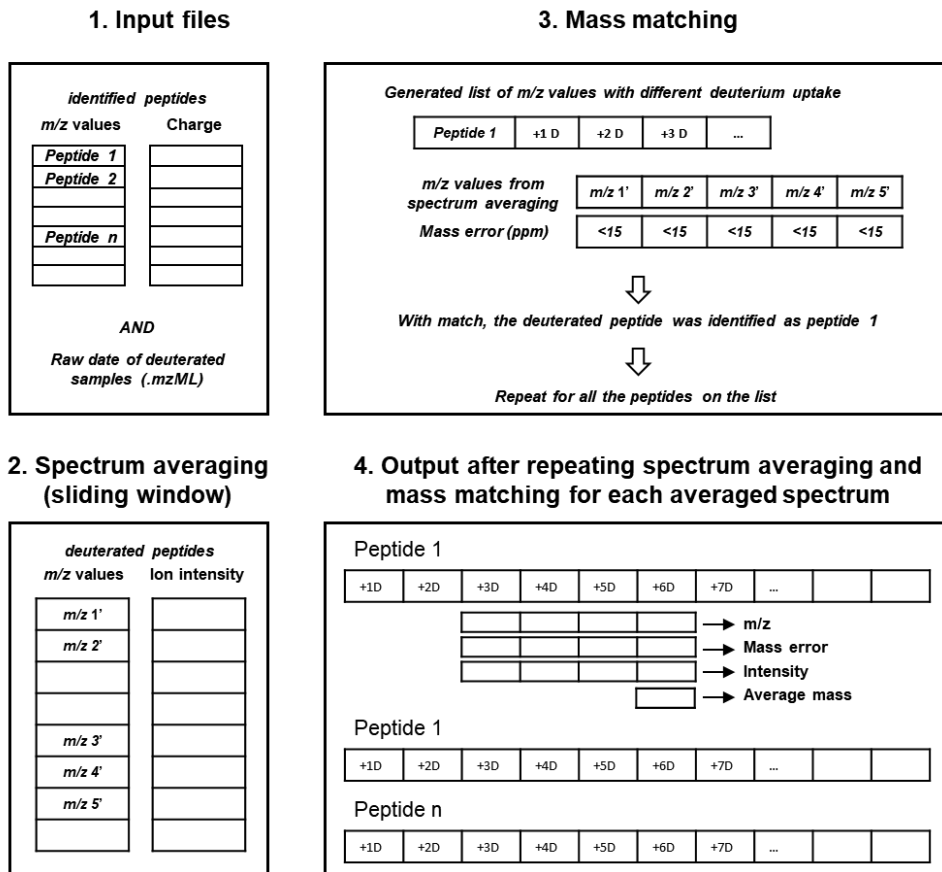 1. Input files
identified peptides
m/z values Charge
Peptide 1
Peptide 2
Peptide n
AND
Raw date of deuterated
samples (.mzML)
3. Mass matching
Generated list of m/z values with different deuterium uptake
Peptide 1 +1 D +2 D +3 D ...
m/z values from
spectrum averaging
m/z 1' m/z 2' m/z 3' m/z 4' m/z 5'
Mass error (ppm) <15 <15 <15 <15 <15
With match, the deuterated peptide was identified as peptide 1
Repeat for all the peptides on the list
2. Spectrum averaging
(sliding window)
deuterated peptides
m/z values Ion intensity
m/z 1'
m/z 2'
m/z 3'
m/z 4'
m/z 5'
4. Output after repeating spectrum averaging and
mass matching for each averaged spectrum
Peptide 1
+1D +2D +3D +4D +5D +6D +7D ...
m/z
Mass error
Intensity
Average mass
Peptide 1
+1D +2D +3D +4D +5D +6D +7D ...
Peptide n
+1D +2D +3D +4D +5D +6D +7D ...